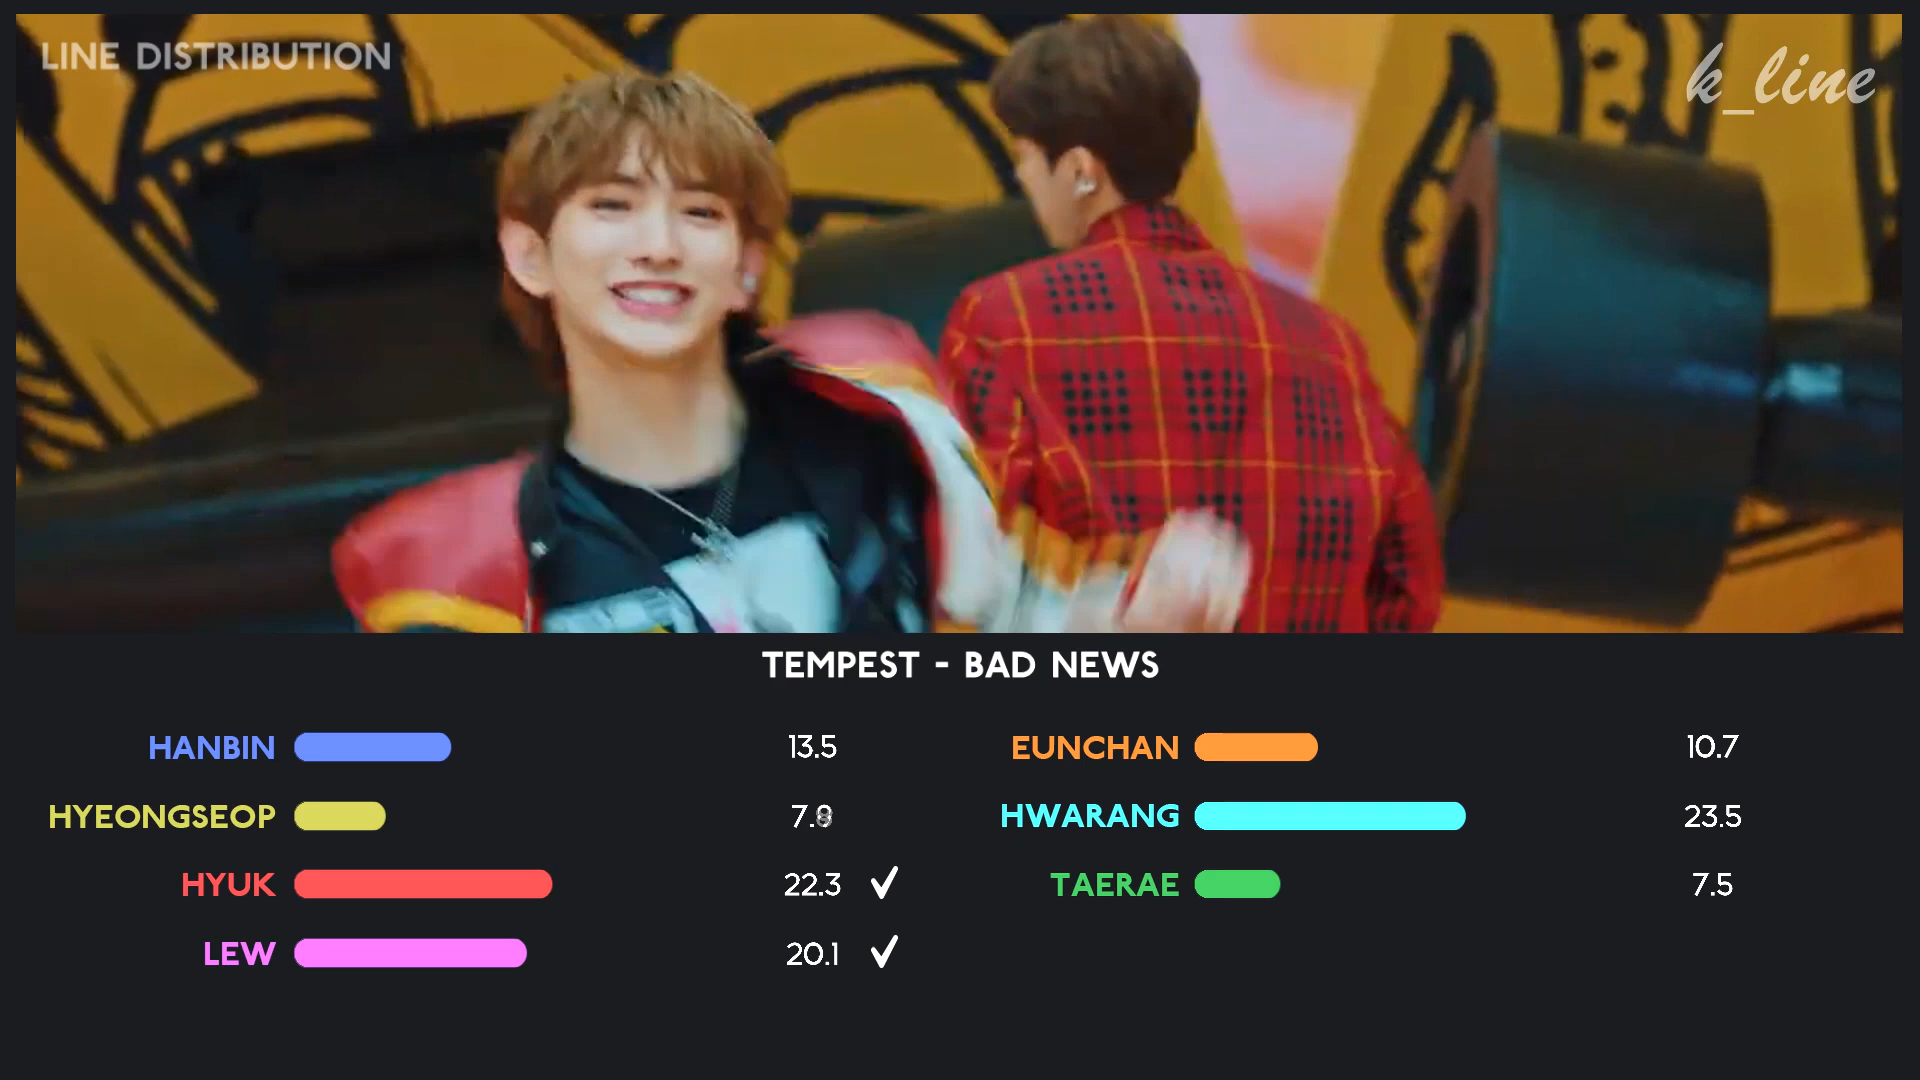 LINE DISTRIBUTION
k_line
TEMPEST - BAD NEWS
HANBIN 13.5
HYEONGSEOP
HYUK 22.3 ✓
LEW 20.1 ✓
EUNCHAN 10.7
HWARANG 23.5
TAERAE 7.5